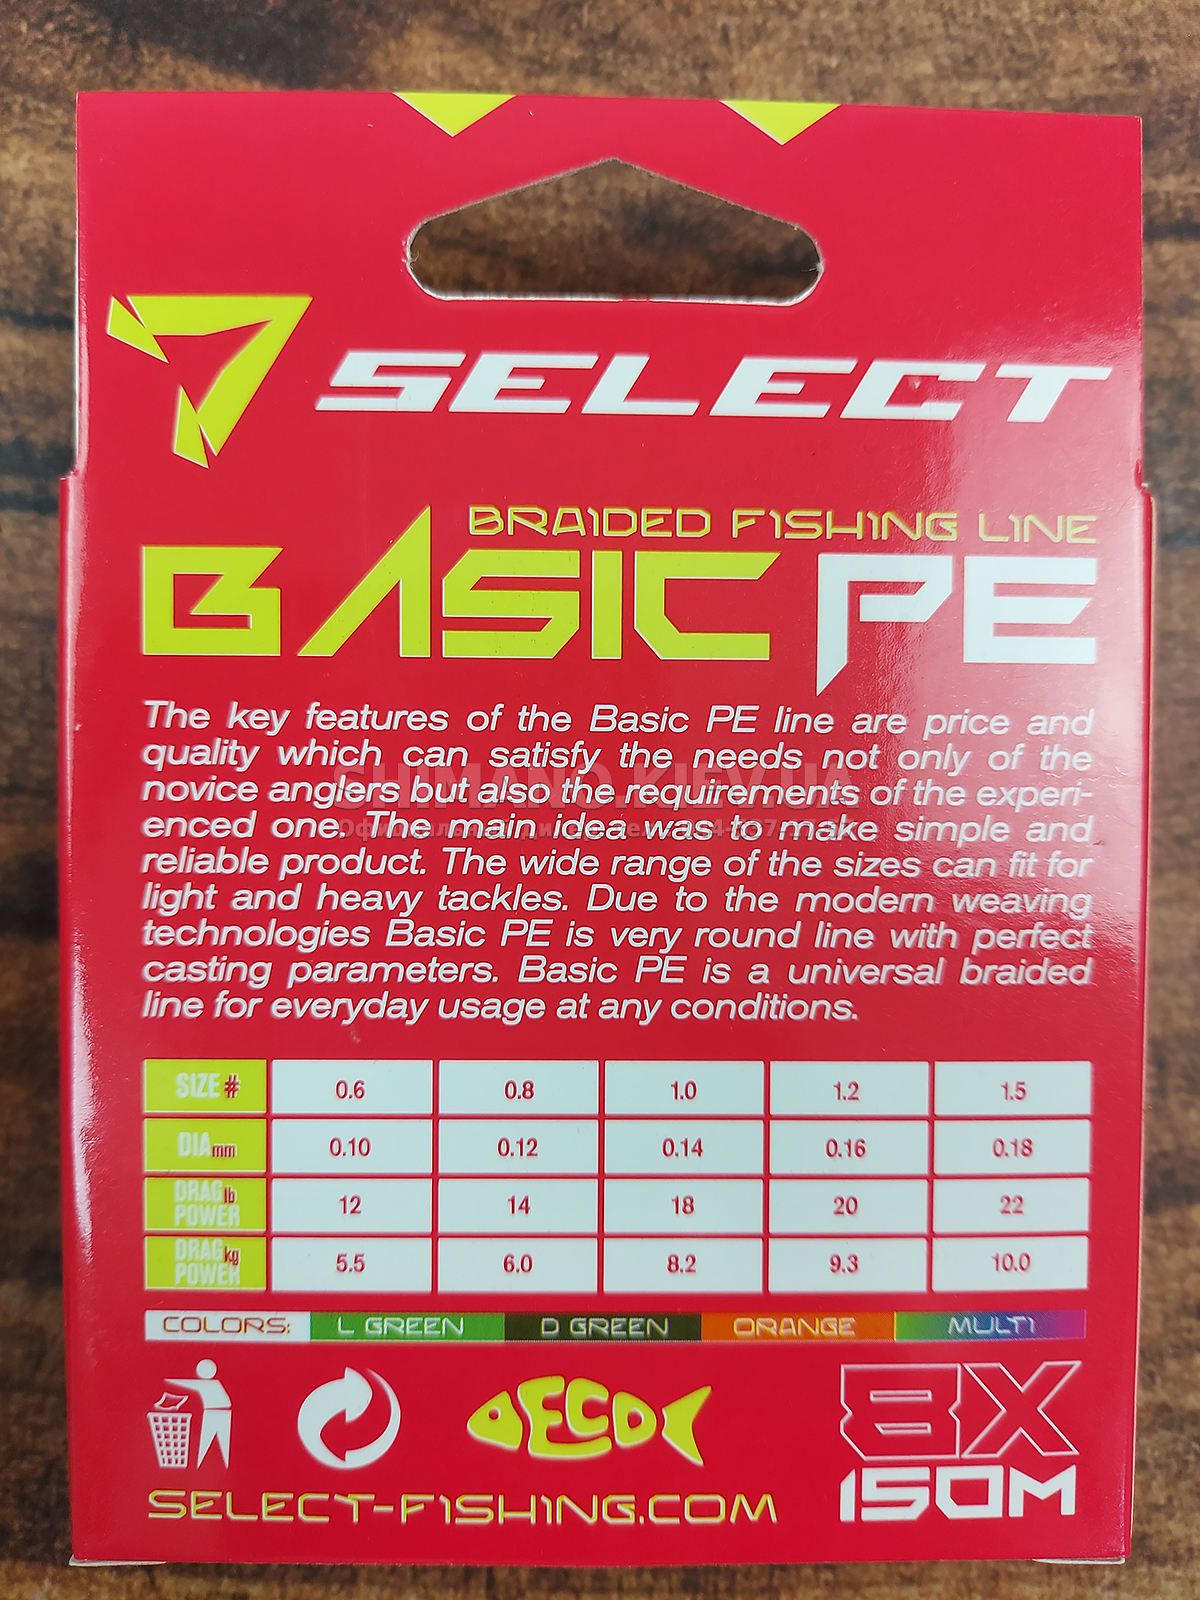 SELECT
BRAIDED FISHING LINE
BASIC PE
The key features of the Basic PE line are price and
quality which can satisfy the needs not only of the
novice anglers but also the requirements of the experi-
enced one. The main idea was to make simple and
reliable product. The wide range of the sizes can fit for
light and heavy tackles. Due to the modern weaving
technologies Basic PE is very round line with perfect
casting parameters. Basic PE is a universal braided
line for everyday usage at any conditions.
SHIMANO.KIEV.UA
SIZE # 0.6 0.8 1.0 1.2 1.5
DIA mm 0.10 0.12 0.14 0.16 0.18
DRAG lb POWER 12 14 18 20 22
DRAG kg POWER 5.5 6.0 8.2 9.3 10.0
COLORS: L GREEN D GREEN ORANGE MULTI
ECO
8X
150M
SELECT-FISHING.COM